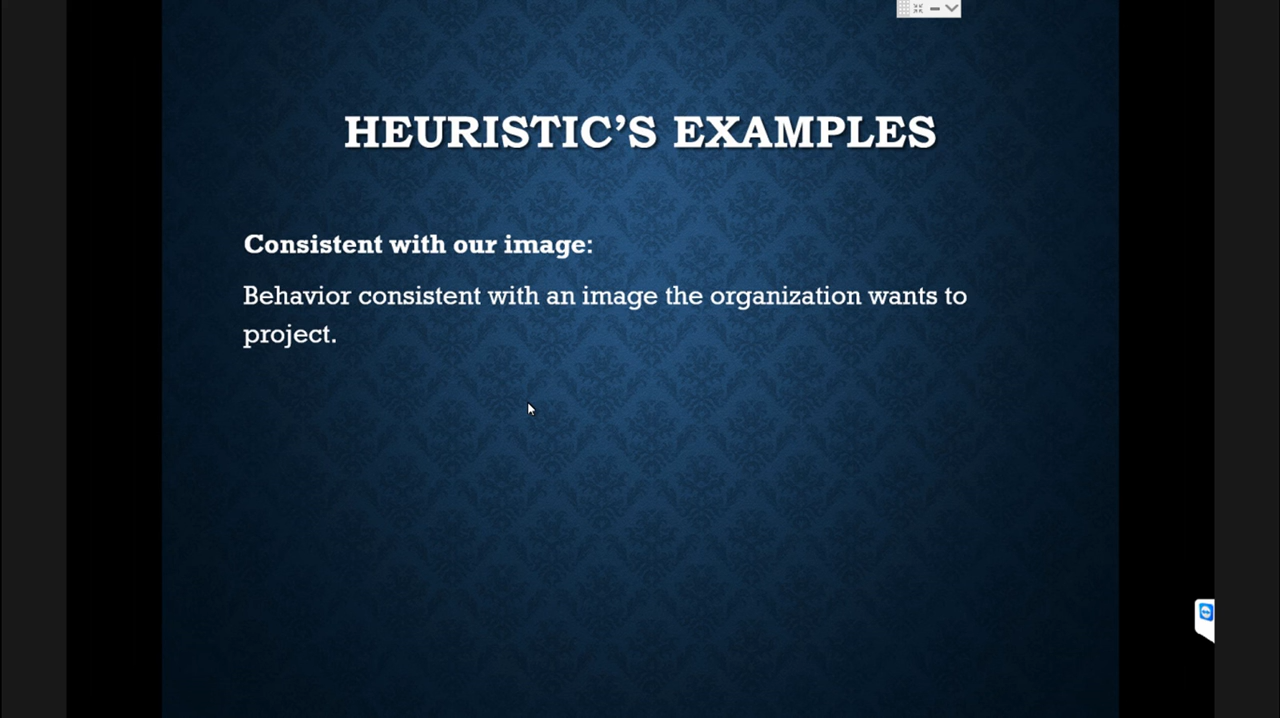 HEURISTIC’S EXAMPLES
Consistent with our image:
Behavior consistent with an image the organization wants to
project.